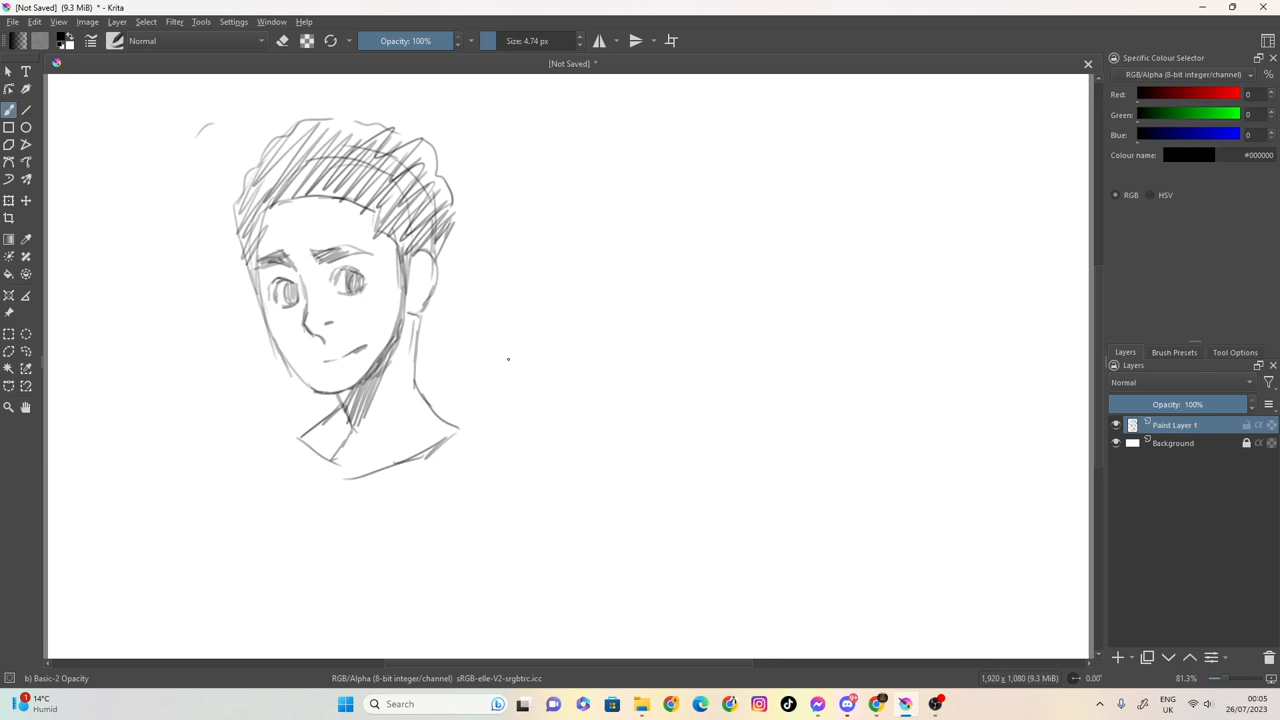 [Not Saved] (9.3 MiB) * - Krita
File Edit View Image Layer Select Filter Tools Settings Window Help
Normal Opacity: 100% Size: 4.74 px
[Not Saved] *
Specific Colour Selector
RGB/Alpha (8-bit integer/channel) %
Red: 0
Green: 0
Blue: 0
Colour name: #000000
RGB HSV
Layers Brush Presets Tool Options
Layers
Normal
Opacity: 100%
Paint Layer 1
Background
b) Basic-2 Opacity RGB/Alpha (8-bit integer/channel) sRGB-elle-V2-srgbtrc.icc 1,920 x 1,080 (9.3 MiB) 0.00° 81.3%
1 14°C
Humid
Search
9+
ENG
UK
00:05
26/07/2023